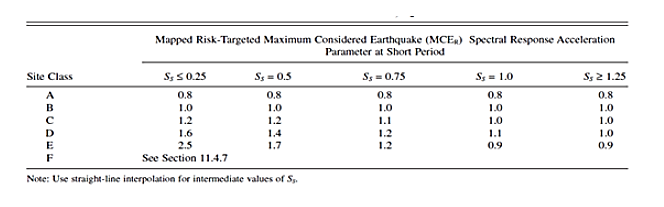 Mapped Risk-Targeted Maximum Considered Earthquake (MCER) Spectral Response Acceleration
Parameter at Short Period
Site Class Ss ≤ 0.25 Ss = 0.5 Ss = 0.75 Ss = 1.0 Ss ≥ 1.25
A 0.8 0.8 0.8 0.8 0.8
B 1.0 1.0 1.0 1.0 1.0
C 1.2 1.2 1.1 1.0 1.0
D 1.6 1.4 1.2 1.1 1.0
E 2.5 1.7 1.2 0.9 0.9
F See Section 11.4.7
Note: Use straight-line interpolation for intermediate values of Ss.